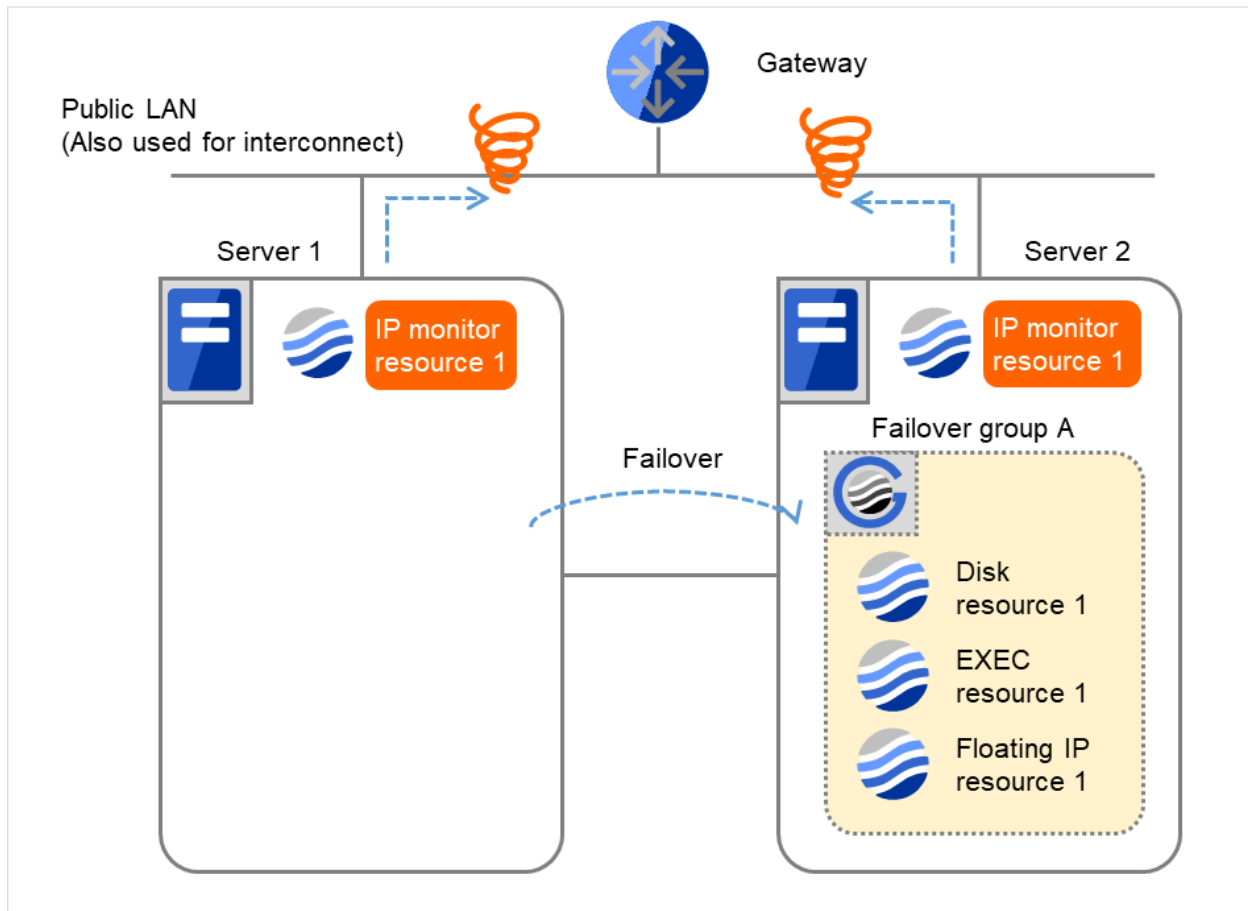 Gateway
Public LAN
(Also used for interconnect)
Server 1
Server 2
IP monitor
resource 1
IP monitor
resource 1
Failover group A
Failover
Disk
resource 1
EXEC
resource 1
Floating IP
resource 1